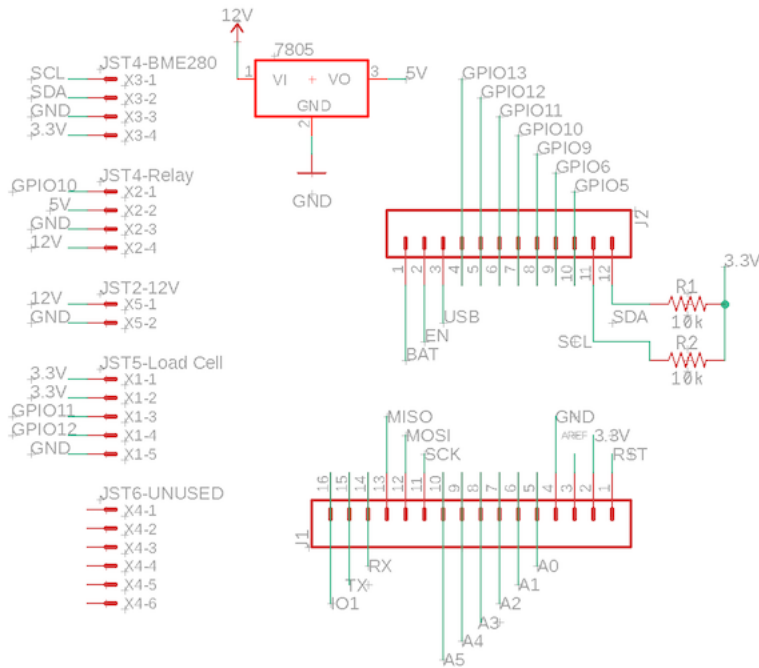 12V
7805
1
VI
VO
3
5V
GND
2
GND
JST4-BME280
SCL X3-1
SDA X3-2
GND X3-3
3.3V X3-4
JST4-Relay
GPIO10 X2-1
5V X2-2
GND X2-3
12V X2-4
JST2-12V
12V X5-1
GND X5-2
JST5-Load Cell
3.3V X1-1
3.3V X1-2
GPIO11 X1-3
GPIO12 X1-4
GND X1-5
JST6-UNUSED
X4-1
X4-2
X4-3
X4-4
X4-5
X4-6
GPIO13
GPIO12
GPIO11
GPIO10
GPIO9
GPIO6
GPIO5
J2
1 2 3 4 5 6 7 8 9 10 11 12
3.3V
R1
10k
R2
10k
USB
SDA
EN
SCL
BAT
MISO
MOSI
SCK
GND
AREF
3.3V
RST
16 15 14 13 12 11 10 9 8 7 6 5 4 3 2 1
J1
RX
A0
TX
A1
IO1
A2
A3
A4
A5